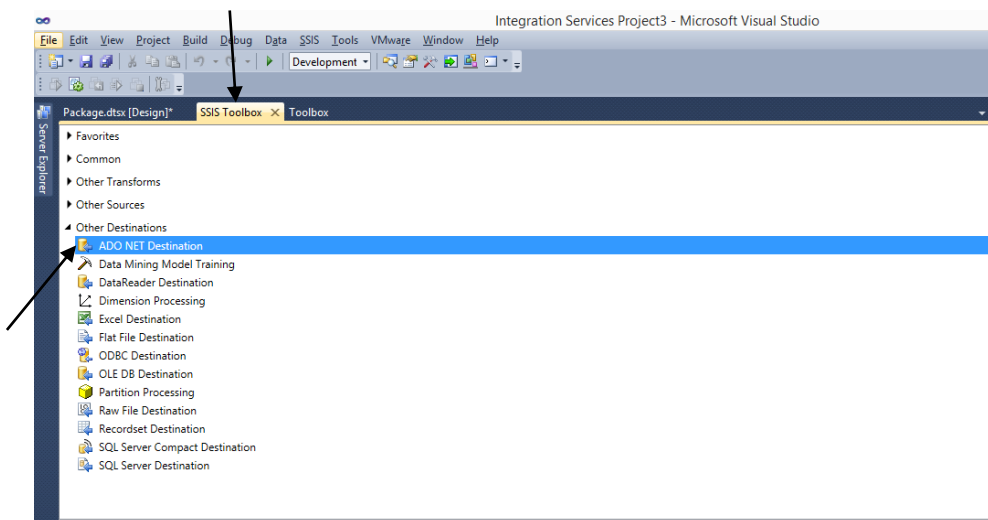 Integration Services Project3 - Microsoft Visual Studio
File Edit View Project Build Debug Data SSIS Tools VMware Window Help
Development
Package.dtsx [Design]* SSIS Toolbox Toolbox
Server Explorer
Favorites
Common
Other Transforms
Other Sources
Other Destinations
ADO NET Destination
Data Mining Model Training
DataReader Destination
Dimension Processing
Excel Destination
Flat File Destination
ODBC Destination
OLE DB Destination
Partition Processing
Raw File Destination
Recordset Destination
SQL Server Compact Destination
SQL Server Destination